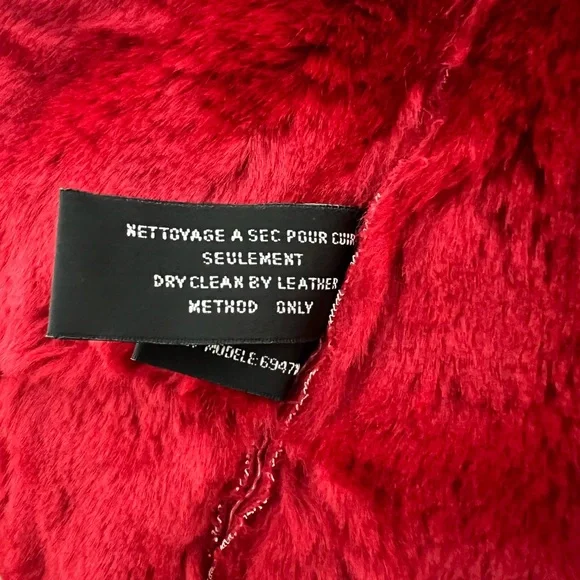 NETTOYAGE A SEC POUR CUIR
SEULEMENT
DRY CLEAN BY LEATHER
METHOD ONLY
MODELE:6947